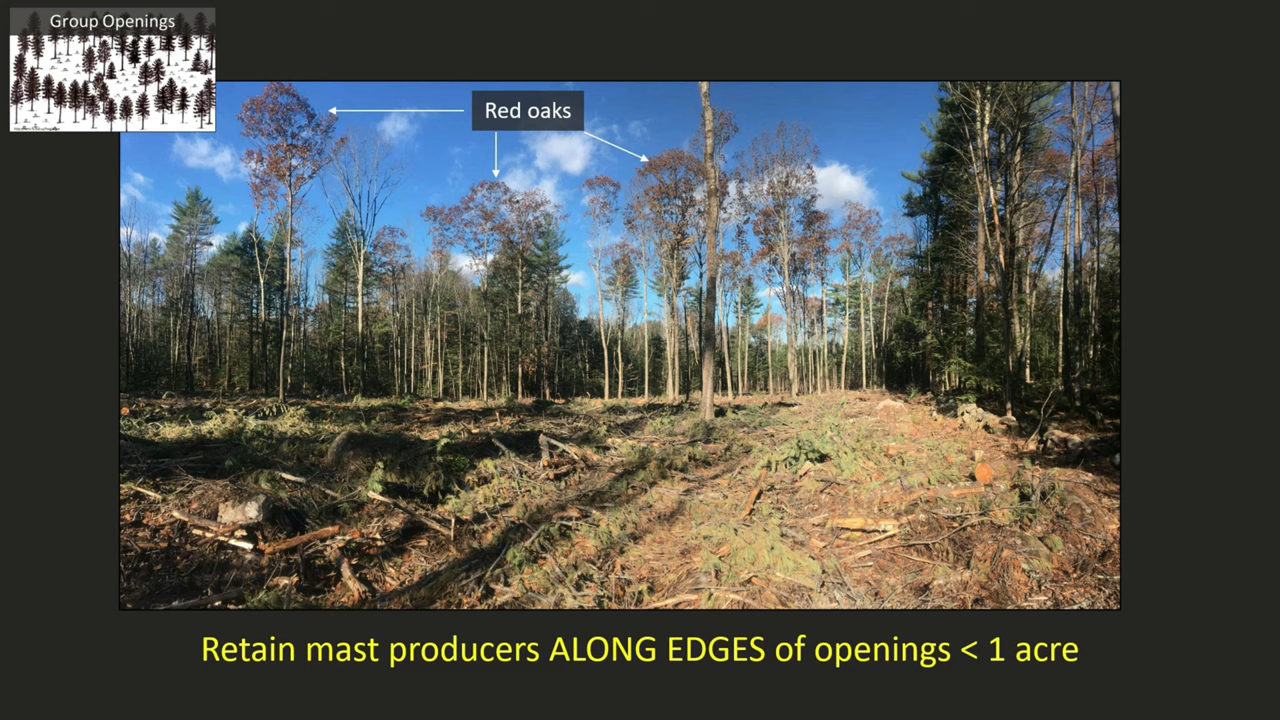 Group Openings
Red oaks
Retain mast producers ALONG EDGES of openings < 1 acre